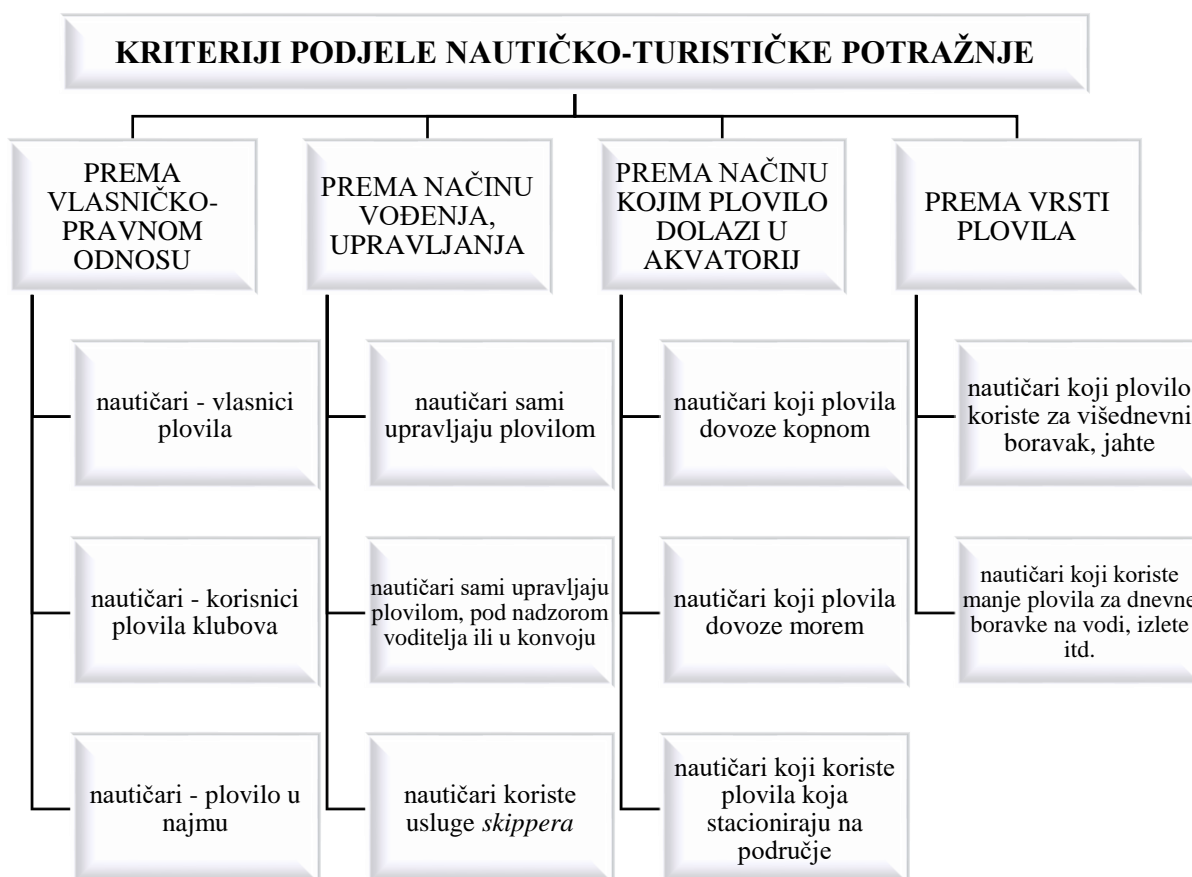 KRITERIJI PODJELE NAUTIČKO-TURISTIČKE POTRAŽNJE
PREMA
VLASNIČKO-
PRAVNOM
ODNOSU
nautičari - vlasnici
plovila
nautičari - korisnici
plovila klubova
nautičari - plovilo u
najmu
PREMA NAČINU
VOĐENJA,
UPRAVLJANJA
nautičari sami
upravljaju plovilom
nautičari sami upravljaju
plovilom, pod nadzorom
voditelja ili u konvoju
nautičari koriste
usluge skippera
PREMA NAČINU
KOJIM PLOVILO
DOLAZI U
AKVATORIJ
nautičari koji plovila
dovoze kopnom
nautičari koji plovila
dovoze morem
nautičari koji koriste
plovila koja
stacioniraju na
područje
PREMA VRSTI
PLOVILA
nautičari koji plovilo
koriste za višednevni
boravak, jahte
nautičari koji koriste
manje plovila za dnevne
boravke na vodi, izlete
itd.